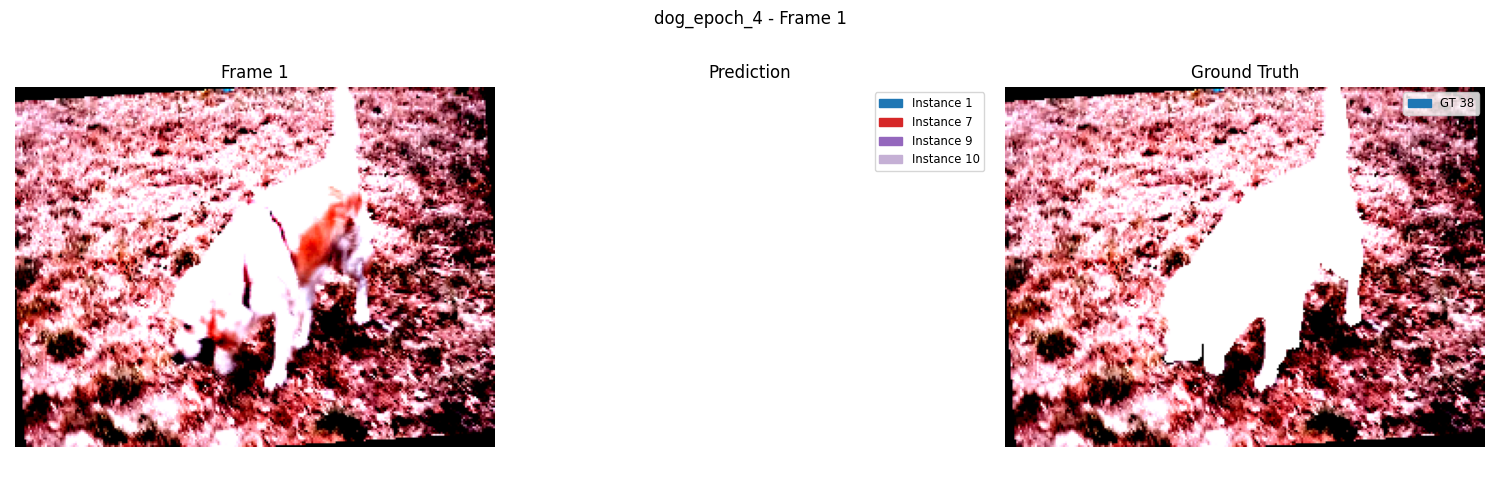 dog_epoch_4 - Frame 1
Frame 1
Prediction
Ground Truth
Instance 1
Instance 7
Instance 9
Instance 10
GT 38